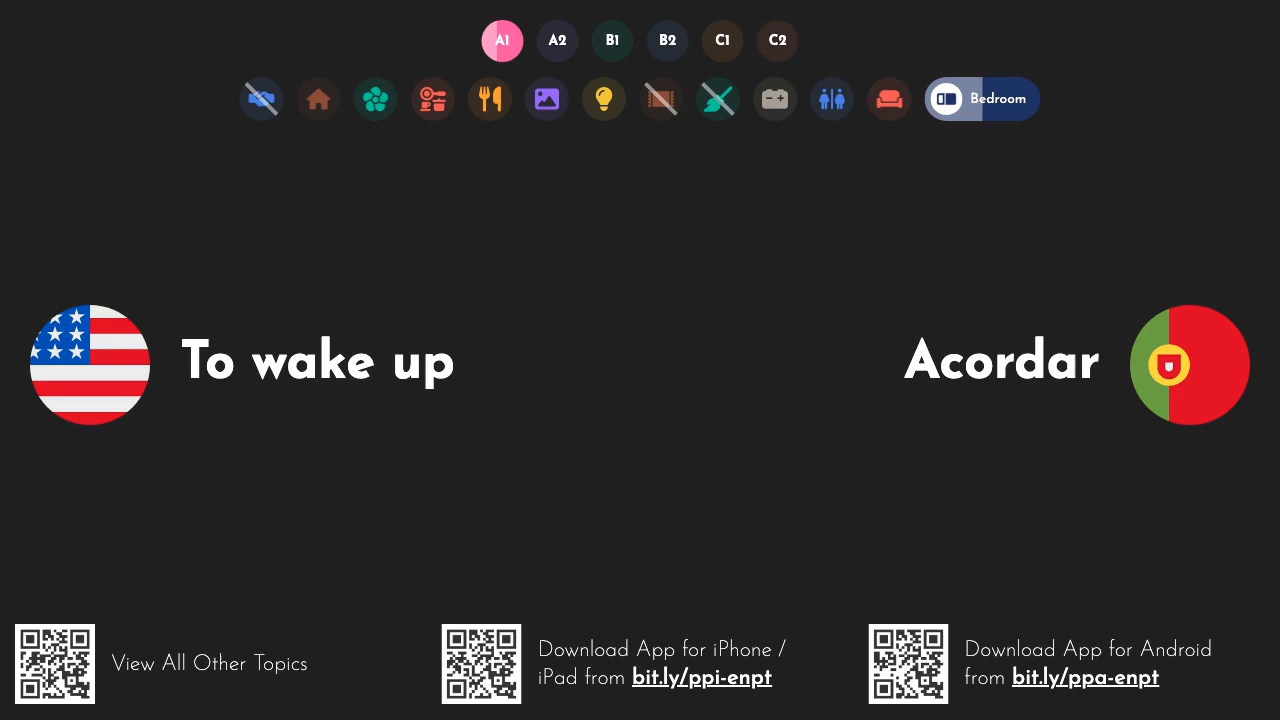 A1 A2 B1 B2 C1 C2
Bedroom
To wake up
Acordar
View All Other Topics
Download App for iPhone /
iPad from bit.ly/ppi-enpt
Download App for Android
from bit.ly/ppa-enpt